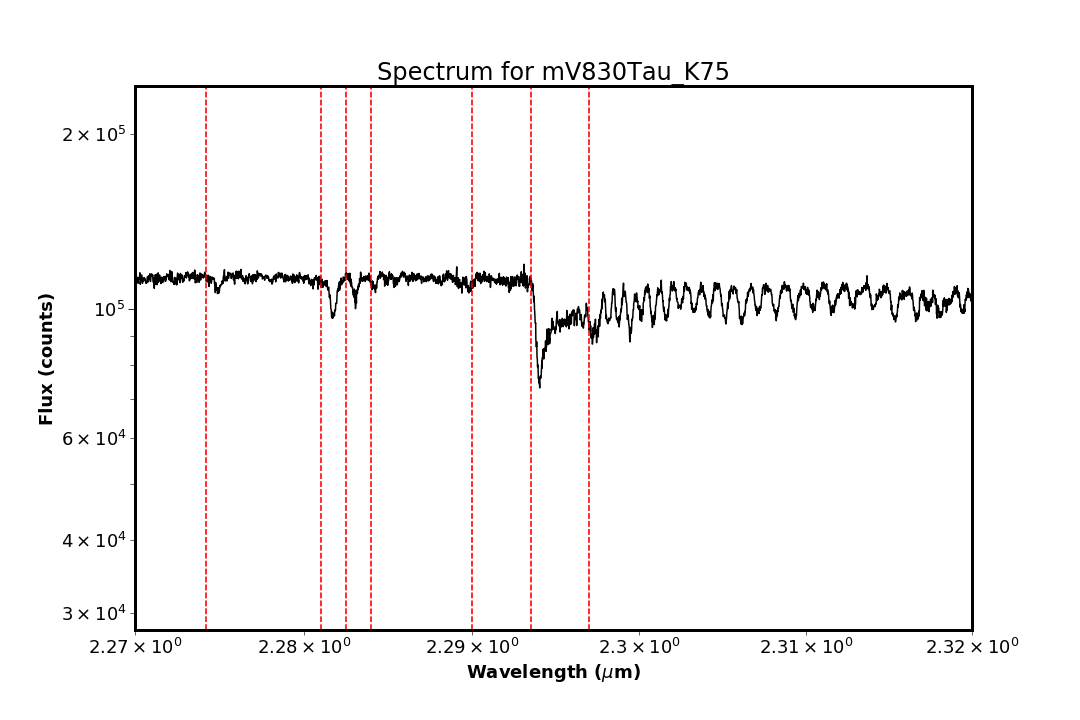 Spectrum for mV830Tau_K75
Flux (counts)
2 × 10⁵
10⁵
6 × 10⁴
4 × 10⁴
3 × 10⁴
2.27 × 10⁰ 2.28 × 10⁰ 2.29 × 10⁰ 2.3 × 10⁰ 2.31 × 10⁰ 2.32 × 10⁰
Wavelength (μm)